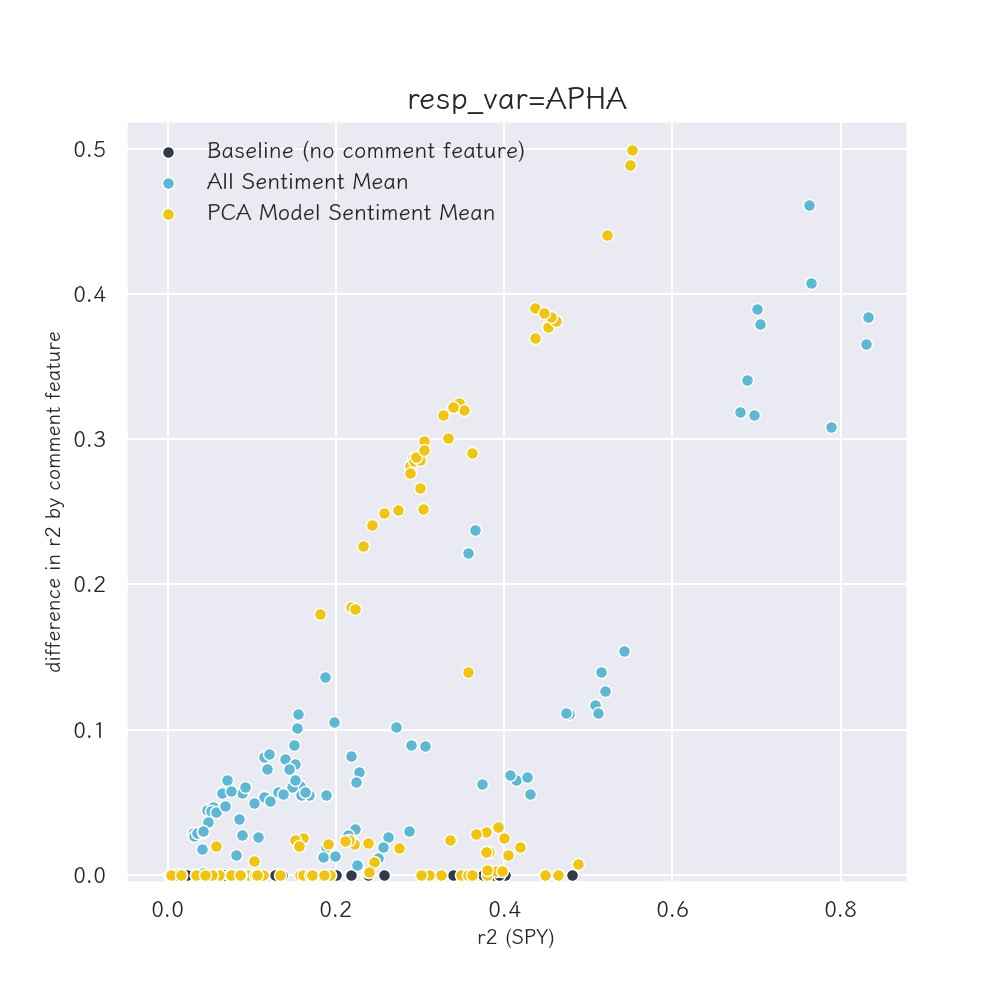 resp_var=APHA
Baseline (no comment feature)
All Sentiment Mean
PCA Model Sentiment Mean
difference in r2 by comment feature
0.5
0.4
0.3
0.2
0.1
0.0
0.0 0.2 0.4 0.6 0.8
r2 (SPY)